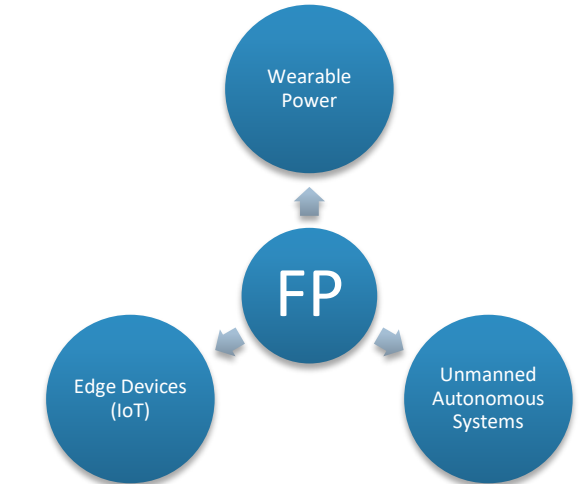 Wearable
Power
FP
Edge Devices
(IoT)
Unmanned
Autonomous
Systems